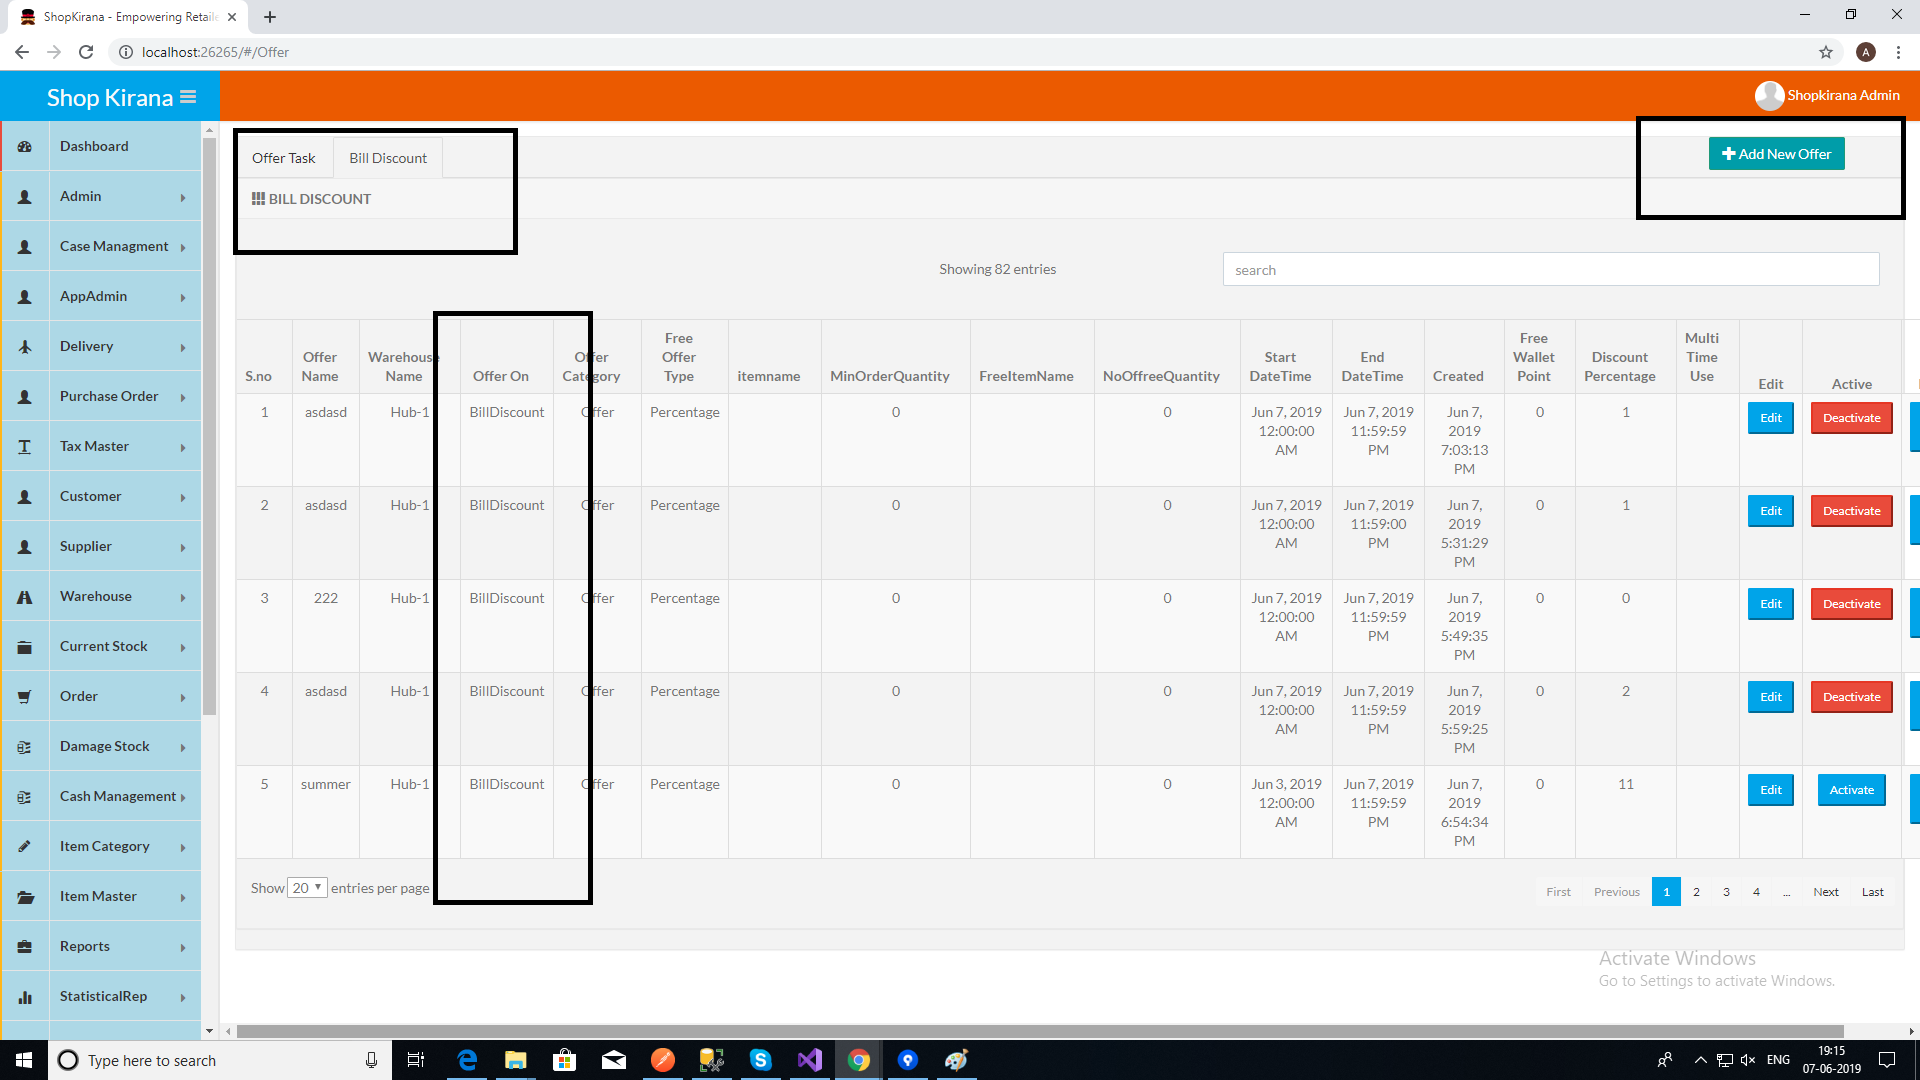 ShopKirana - Empowering Retaile
localhost:26265/#/Offer
A
Shop Kirana
Shopkirana Admin
Dashboard
Admin
Case Managment
AppAdmin
Delivery
Purchase Order
Tax Master
Customer
Supplier
Warehouse
Current Stock
Order
Damage Stock
Cash Management
Item Category
Item Master
Reports
StatisticalRep
Offer Task Bill Discount
Add New Offer
BILL DISCOUNT
Showing 82 entries
search
S.no Offer Name Warehouse Name Offer On Offer Category Free Offer Type itemname MinOrderQuantity FreeItemName NoOffreeQuantity Start DateTime End DateTime Created Free Wallet Point Discount Percentage Multi Time Use Edit Active
1 asdasd Hub-1 BillDiscount Offer Percentage 0 0 Jun 7, 2019 12:00:00 AM Jun 7, 2019 11:59:59 PM Jun 7, 2019 7:03:13 PM 0 1 Edit Deactivate
2 asdasd Hub-1 BillDiscount Offer Percentage 0 0 Jun 7, 2019 12:00:00 AM Jun 7, 2019 11:59:00 PM Jun 7, 2019 5:31:29 PM 0 1 Edit Deactivate
3 222 Hub-1 BillDiscount Offer Percentage 0 0 Jun 7, 2019 12:00:00 AM Jun 7, 2019 11:59:59 PM Jun 7, 2019 5:49:35 PM 0 0 Edit Deactivate
4 asdasd Hub-1 BillDiscount Offer Percentage 0 0 Jun 7, 2019 12:00:00 AM Jun 7, 2019 11:59:59 PM Jun 7, 2019 5:59:25 PM 0 2 Edit Deactivate
5 summer Hub-1 BillDiscount Offer Percentage 0 0 Jun 3, 2019 12:00:00 AM Jun 7, 2019 11:59:59 PM Jun 7, 2019 6:54:34 PM 0 11 Edit Activate
Show 20 entries per page
First Previous 1 2 3 4 ... Next Last
Activate Windows
Go to Settings to activate Windows.
Type here to search
ENG
19:15
07-06-2019